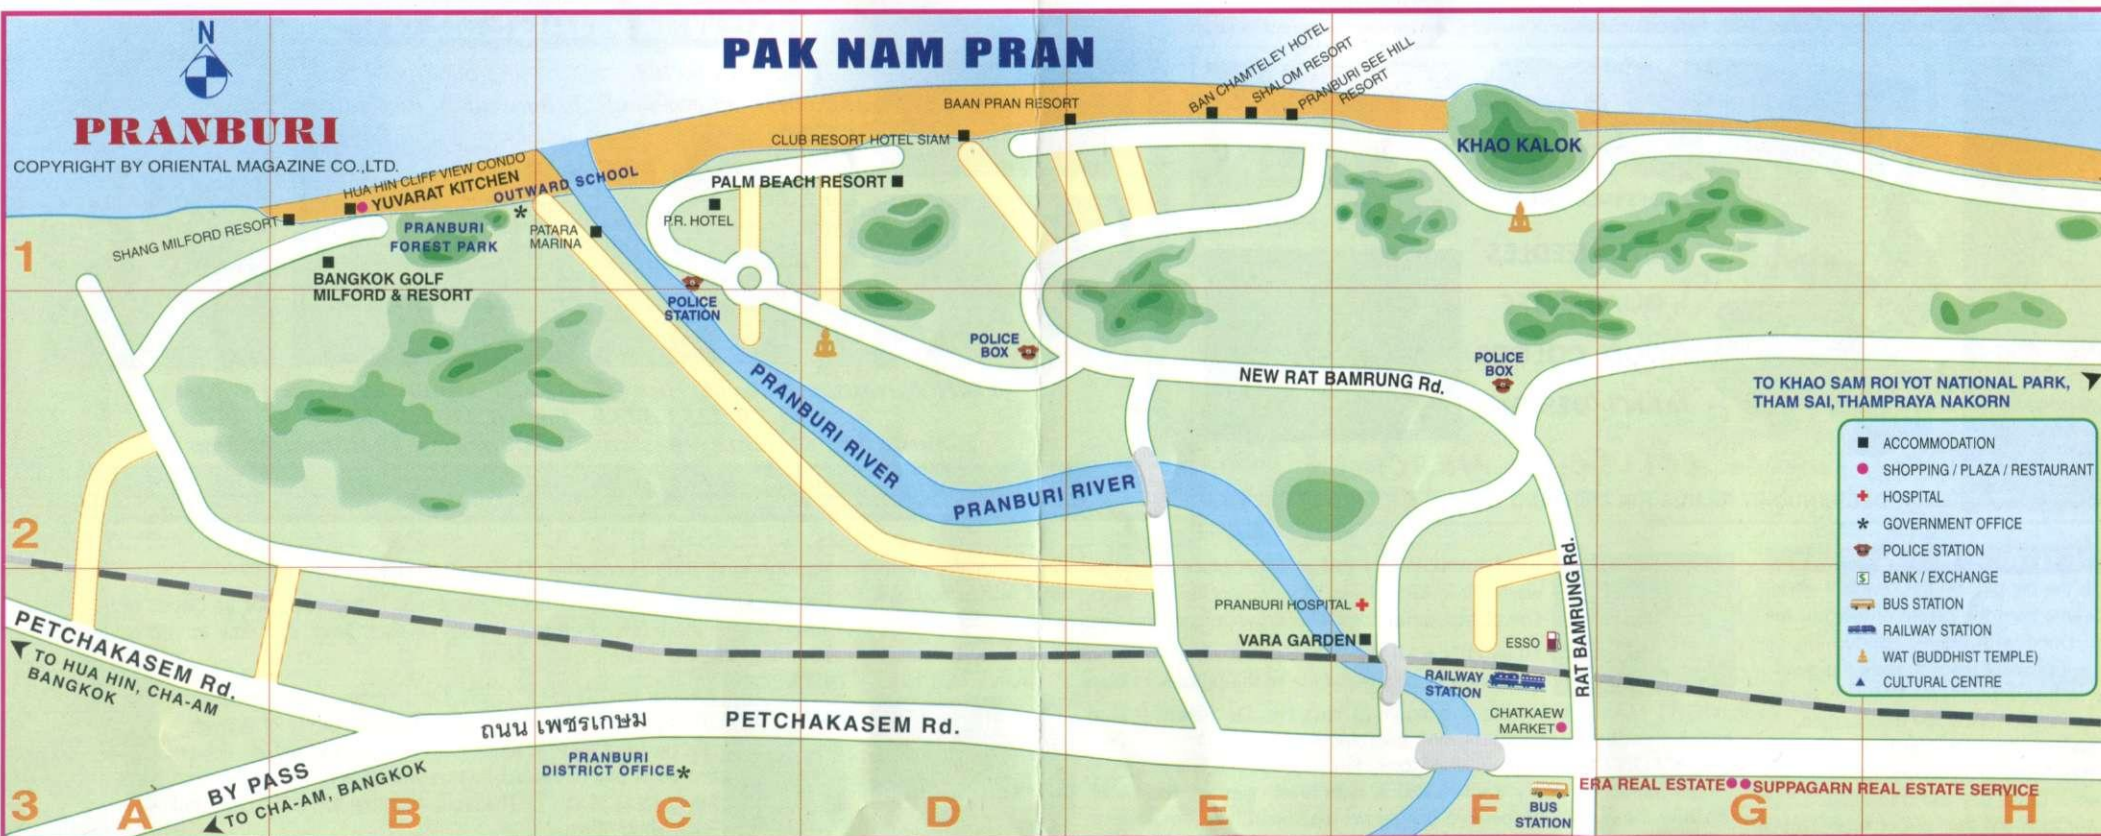 N
PAK NAM PRAN
PRANBURI
COPYRIGHT BY ORIENTAL MAGAZINE CO.,LTD.
BAN CHAMTELEY HOTEL
SHALOM RESORT
PRANBURI SEE HILL
RESORT
BAAN PRAN RESORT
CLUB RESORT HOTEL SIAM
KHAO KALOK
HUA HIN CLIFF VIEW CONDO
YUVARAT KITCHEN
OUTWARD SCHOOL
PALM BEACH RESORT
P.R. HOTEL
SHANG MILFORD RESORT
PRANBURI
FOREST PARK
PATARA
MARINA
1
BANGKOK GOLF
MILFORD & RESORT
POLICE
STATION
POLICE
BOX
POLICE
BOX
NEW RAT BAMRUNG Rd.
PRANBURI RIVER
PRANBURI RIVER
TO KHAO SAM ROI YOT NATIONAL PARK,
THAM SAI, THAMPRAYA NAKORN
ACCOMMODATION
SHOPPING / PLAZA / RESTAURANT
HOSPITAL
GOVERNMENT OFFICE
POLICE STATION
BANK / EXCHANGE
BUS STATION
RAILWAY STATION
WAT (BUDDHIST TEMPLE)
CULTURAL CENTRE
2
PRANBURI HOSPITAL
VARA GARDEN
ESSO
RAT BAMRUNG Rd.
RAILWAY
STATION
CHATKAEW
MARKET
PETCHAKASEM Rd.
TO HUA HIN, CHA-AM
BANGKOK
ถนน เพชรเกษม
PETCHAKASEM Rd.
PRANBURI
DISTRICT OFFICE
BY PASS
TO CHA-AM, BANGKOK
ERA REAL ESTATE
SUPPAGARN REAL ESTATE SERVICE
BUS
STATION
3
A
B
C
D
E
F
G
H